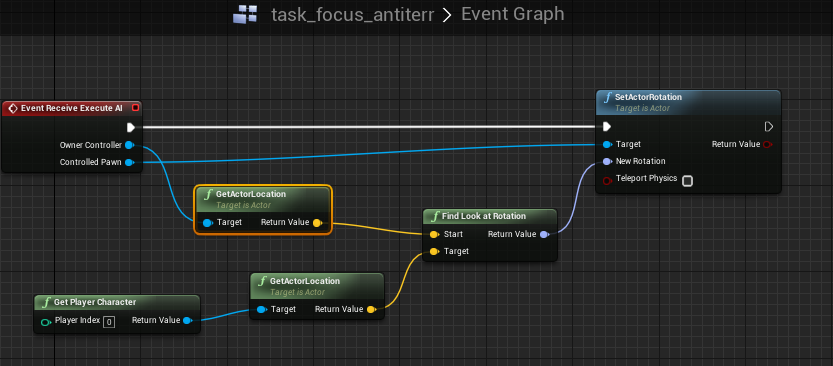 task_focus_antiterr > Event Graph
Event Receive Execute AI
Owner Controller
Controlled Pawn
SetActorRotation
Target is Actor
Target
Return Value
New Rotation
Teleport Physics
GetActorLocation
Target is Actor
Target
Return Value
Find Look at Rotation
Start
Return Value
Target
GetActorLocation
Target is Actor
Target
Return Value
Get Player Character
Player Index 0
Return Value